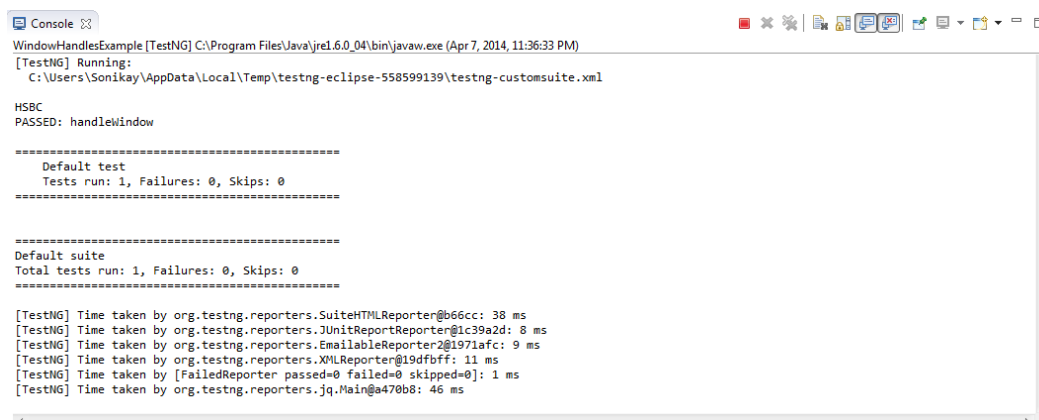 Console
WindowHandlesExample [TestNG] C:\Program Files\Java\jre1.6.0_04\bin\javaw.exe (Apr 7, 2014, 11:36:33 PM)
[TestNG] Running:
  C:\Users\Sonikay\AppData\Local\Temp\testng-eclipse-558599139\testng-customsuite.xml

HSBC
PASSED: handleWindow

===============================================
    Default test
    Tests run: 1, Failures: 0, Skips: 0
===============================================


===============================================
Default suite
Total tests run: 1, Failures: 0, Skips: 0
===============================================

[TestNG] Time taken by org.testng.reporters.SuiteHTMLReporter@b66cc: 38 ms
[TestNG] Time taken by org.testng.reporters.JUnitReportReporter@1c39a2d: 8 ms
[TestNG] Time taken by org.testng.reporters.EmailableReporter2@1971afc: 9 ms
[TestNG] Time taken by org.testng.reporters.XMLReporter@19dfbff: 11 ms
[TestNG] Time taken by [FailedReporter passed=0 failed=0 skipped=0]: 1 ms
[TestNG] Time taken by org.testng.reporters.jq.Main@a470b8: 46 ms